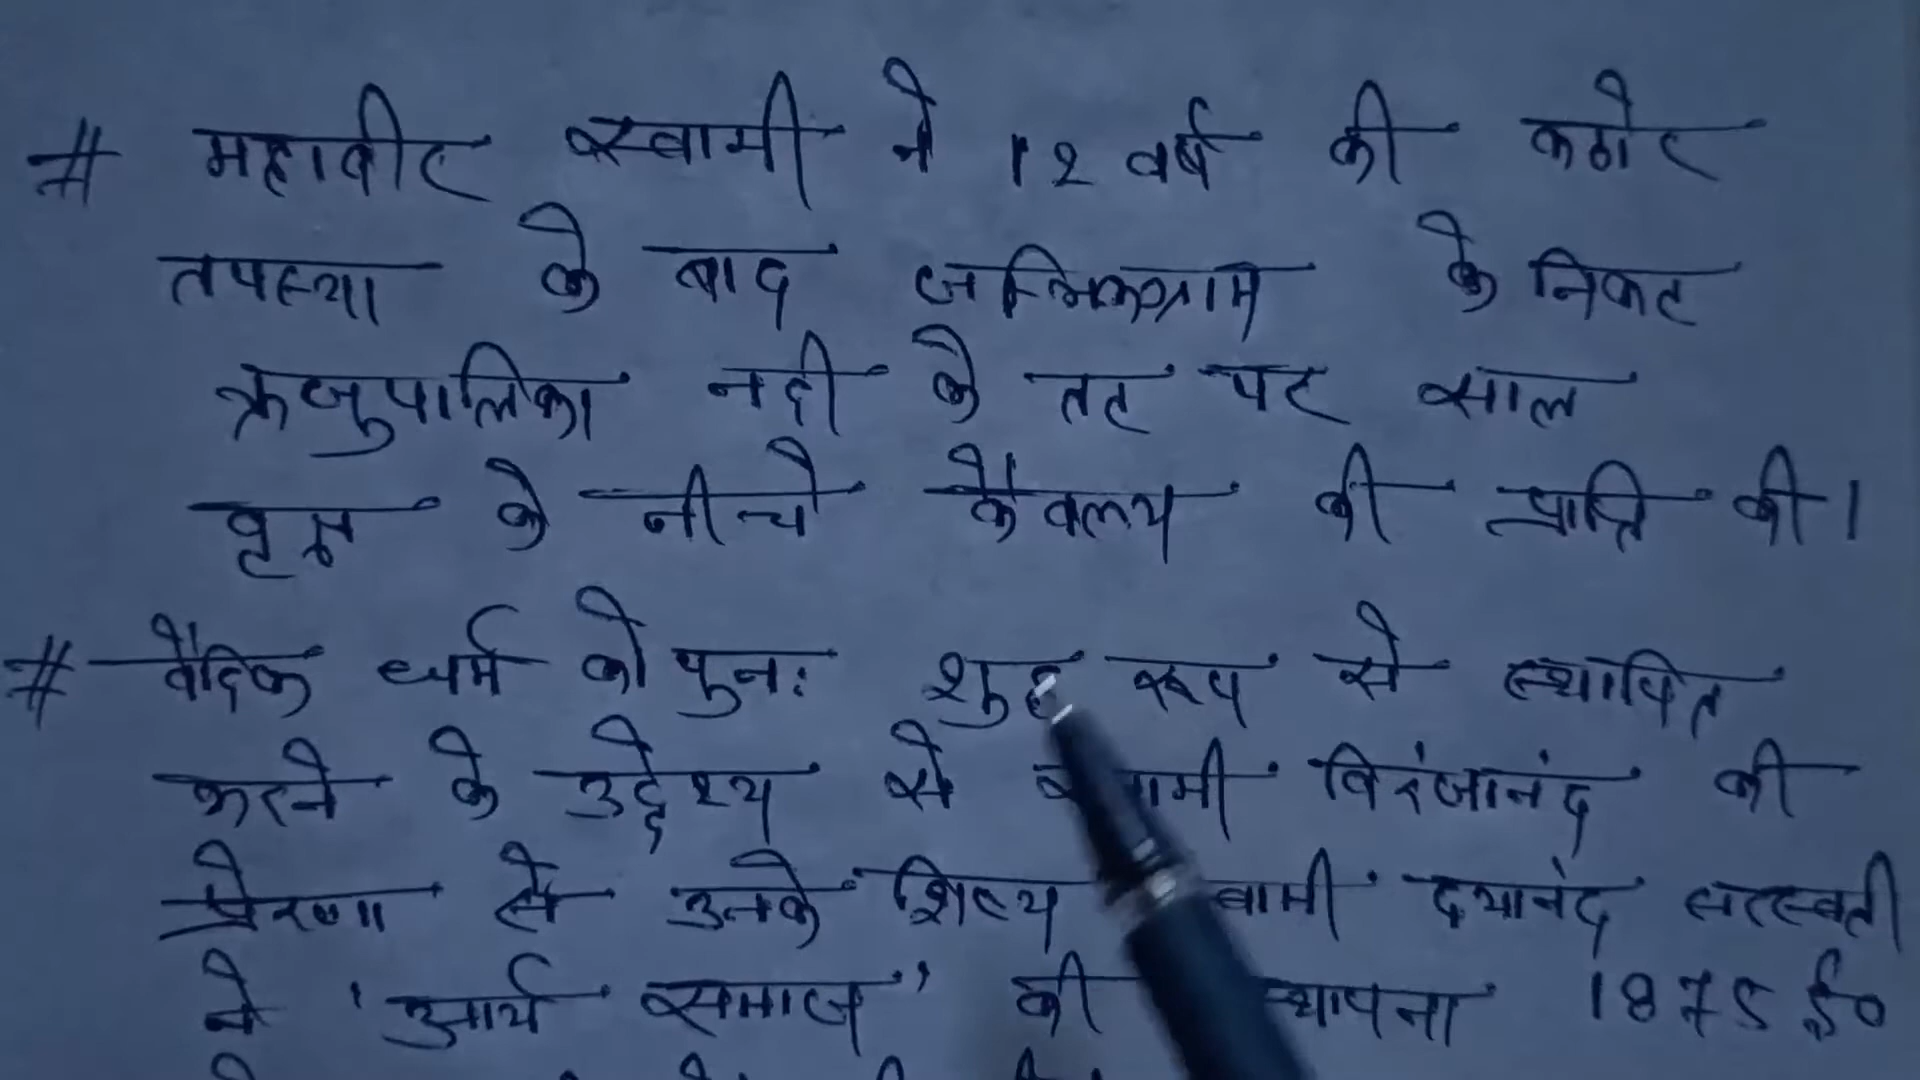 # महावीर स्वामी ने 12 वर्ष की कठोर
तपस्या के बाद जम्भिकग्राम के निकट
ऋजुपालिका नदी के तट पर साल
वृक्ष के नीचे कैवल्य की प्राप्ति की।
# वैदिक धर्म को पुनः शुद्ध रूप से स्थापित
करने के उद्देश्य से विरंजानंद की
प्रेरणा से उनके शिष्य दयानंद सरस्वती
ने 'आर्य समाज' की 1875 ई०